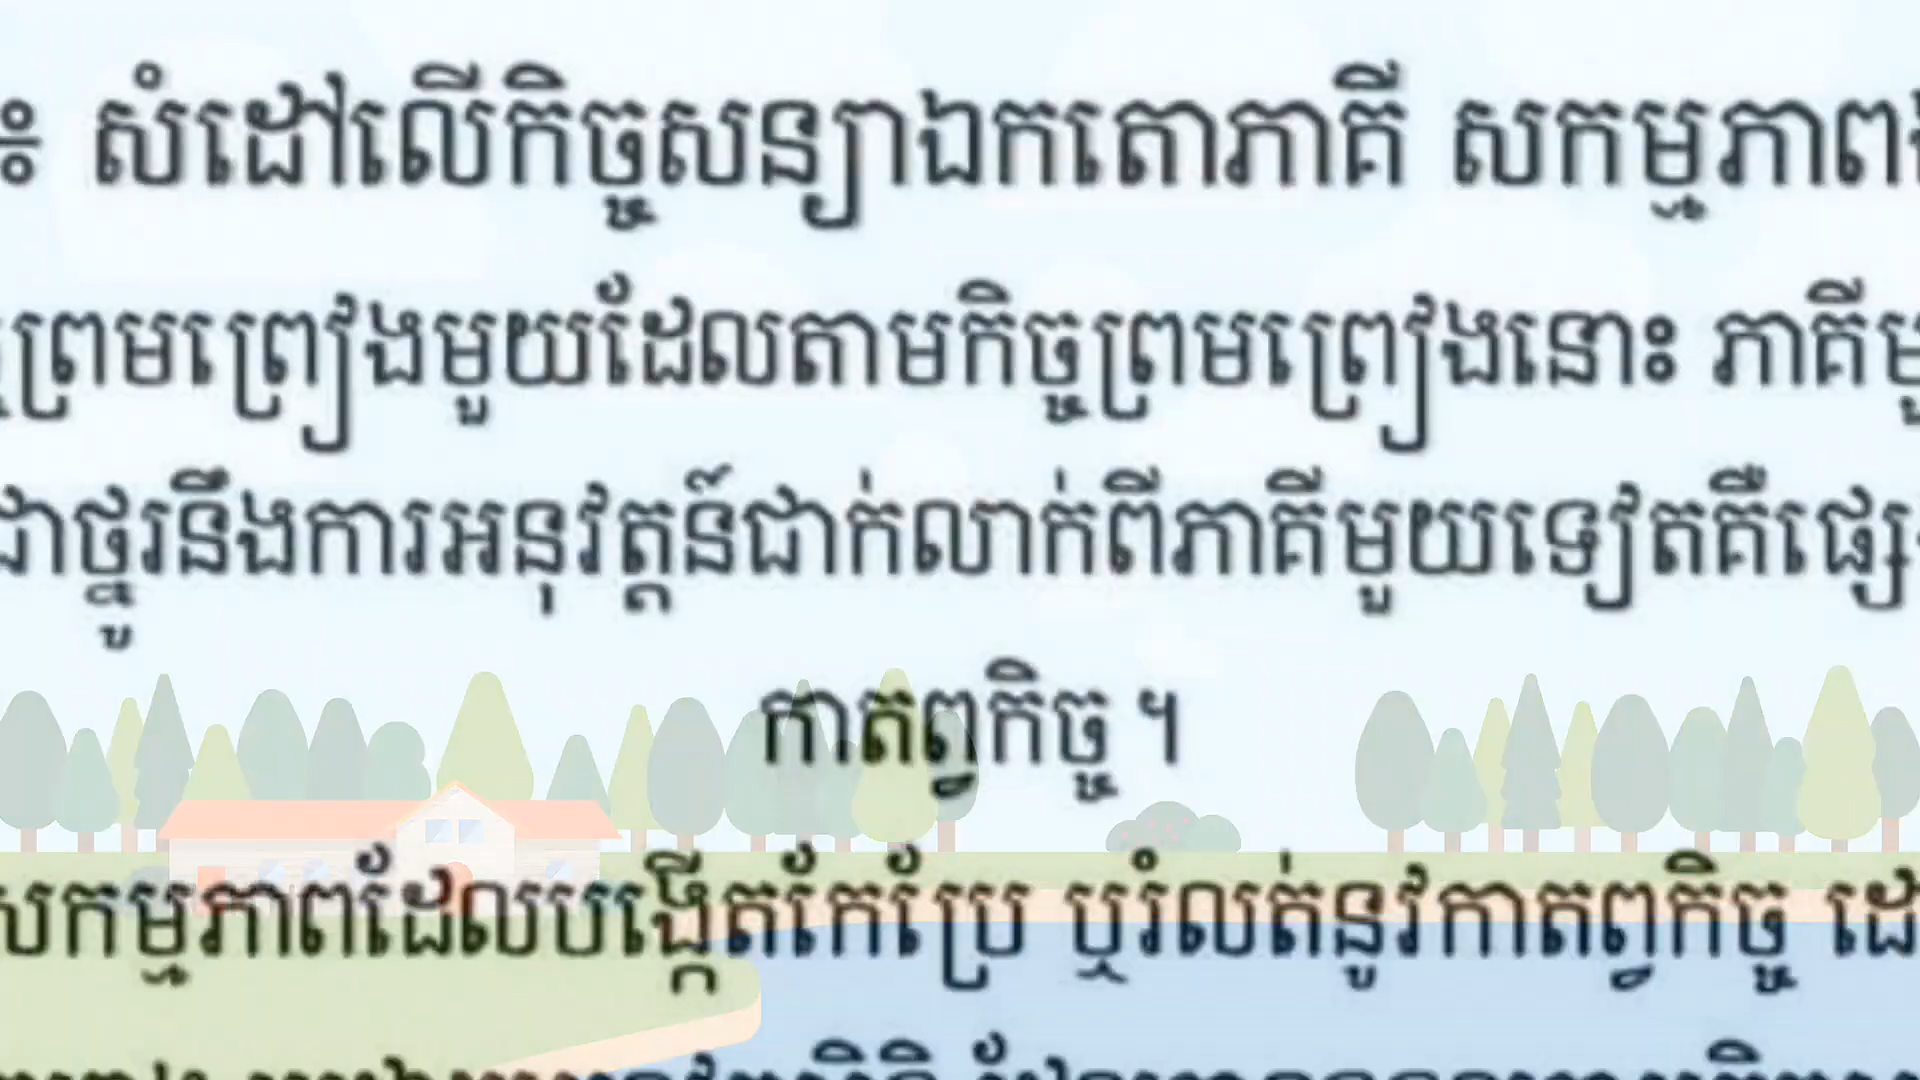 ៖ សំដៅលើកិច្ចសន្យាឯកតោភាគី សកម្មភាព
ព្រមព្រៀងមួយដែលតាមកិច្ចព្រមព្រៀងនោះ ភាគី
ជាថ្នូរនឹងការអនុវត្តន៍ជាក់លាក់ពីភាគីមួយទៀតគឺ
កាតព្វកិច្ច ។
សកម្មភាពដែលបង្កើតកែប្រែ ឬរំលត់នូវកាតព្វកិច្ច